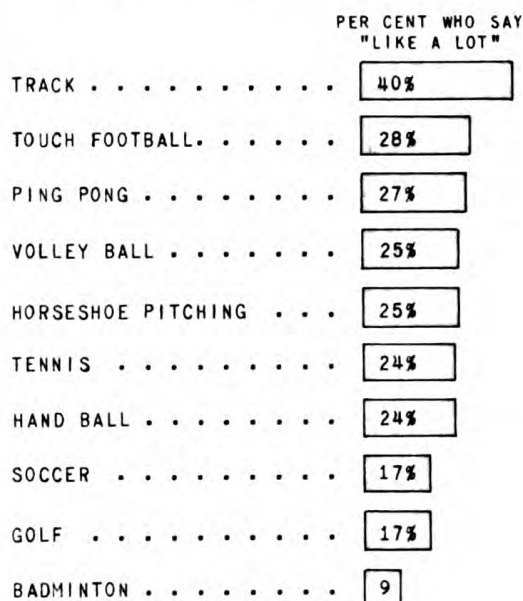 PER CENT WHO SAY
"LIKE A LOT"
TRACK . . . . . . . . . . 40%
TOUCH FOOTBALL. . . . . . 28%
PING PONG . . . . . . . . 27%
VOLLEY BALL . . . . . . . 25%
HORSESHOE PITCHING . . . 25%
TENNIS . . . . . . . . . 24%
HAND BALL . . . . . . . . 24%
SOCCER . . . . . . . . . 17%
GOLF . . . . . . . . . . 17%
BADMINTON . . . . . . . . 9